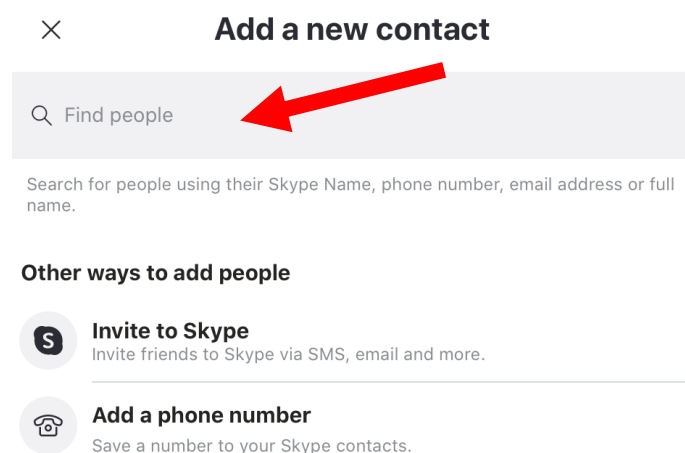 Add a new contact
Find people
Search for people using their Skype Name, phone number, email address or full
name.
Other ways to add people
Invite to Skype
Invite friends to Skype via SMS, email and more.
Add a phone number
Save a number to your Skype contacts.